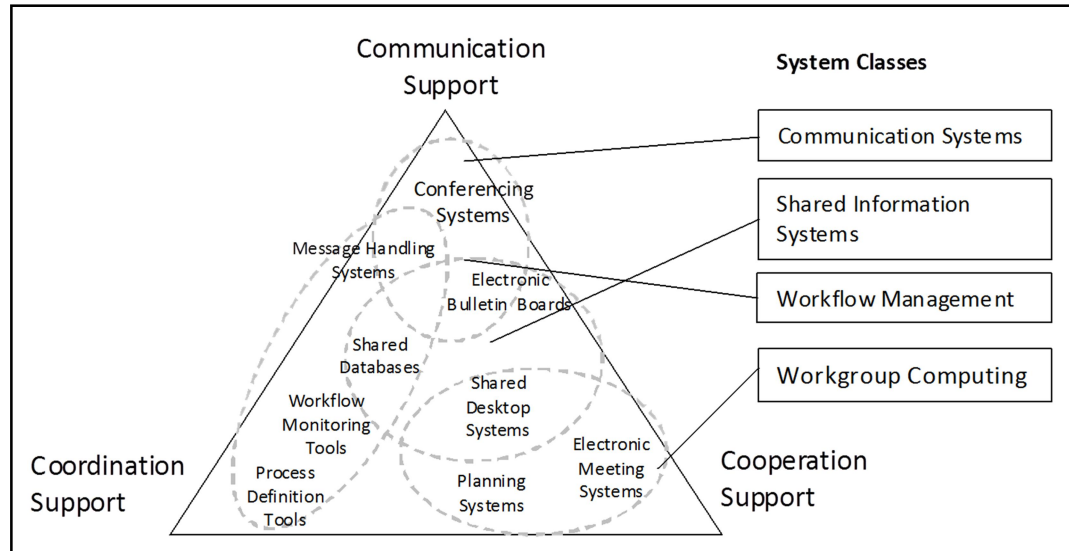 Communication
Support
System Classes
Communication Systems
Conferencing
Systems
Shared Information
Systems
Message Handling
Systems
Electronic
Bulletin Boards
Workflow Management
Shared
Databases
Workgroup Computing
Shared
Desktop
Systems
Workflow
Monitoring
Tools
Electronic
Meeting
Systems
Coordination
Support
Cooperation
Support
Process
Definition
Tools
Planning
Systems